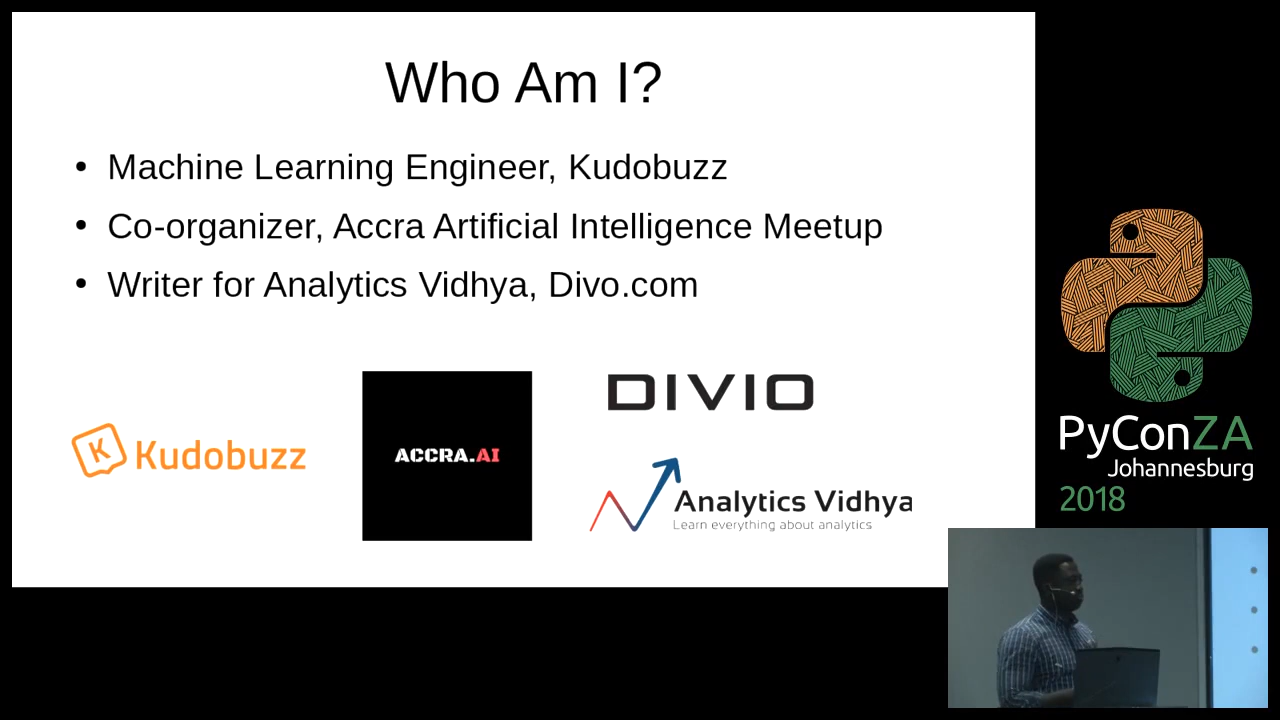 Who Am I?
• Machine Learning Engineer, Kudobuzz
• Co-organizer, Accra Artificial Intelligence Meetup
• Writer for Analytics Vidhya, Divo.com
K Kudobuzz
ACCRA.AI
DIVIO
Analytics Vidhya
Learn everything about analytics
PyConZA
Johannesburg
2018